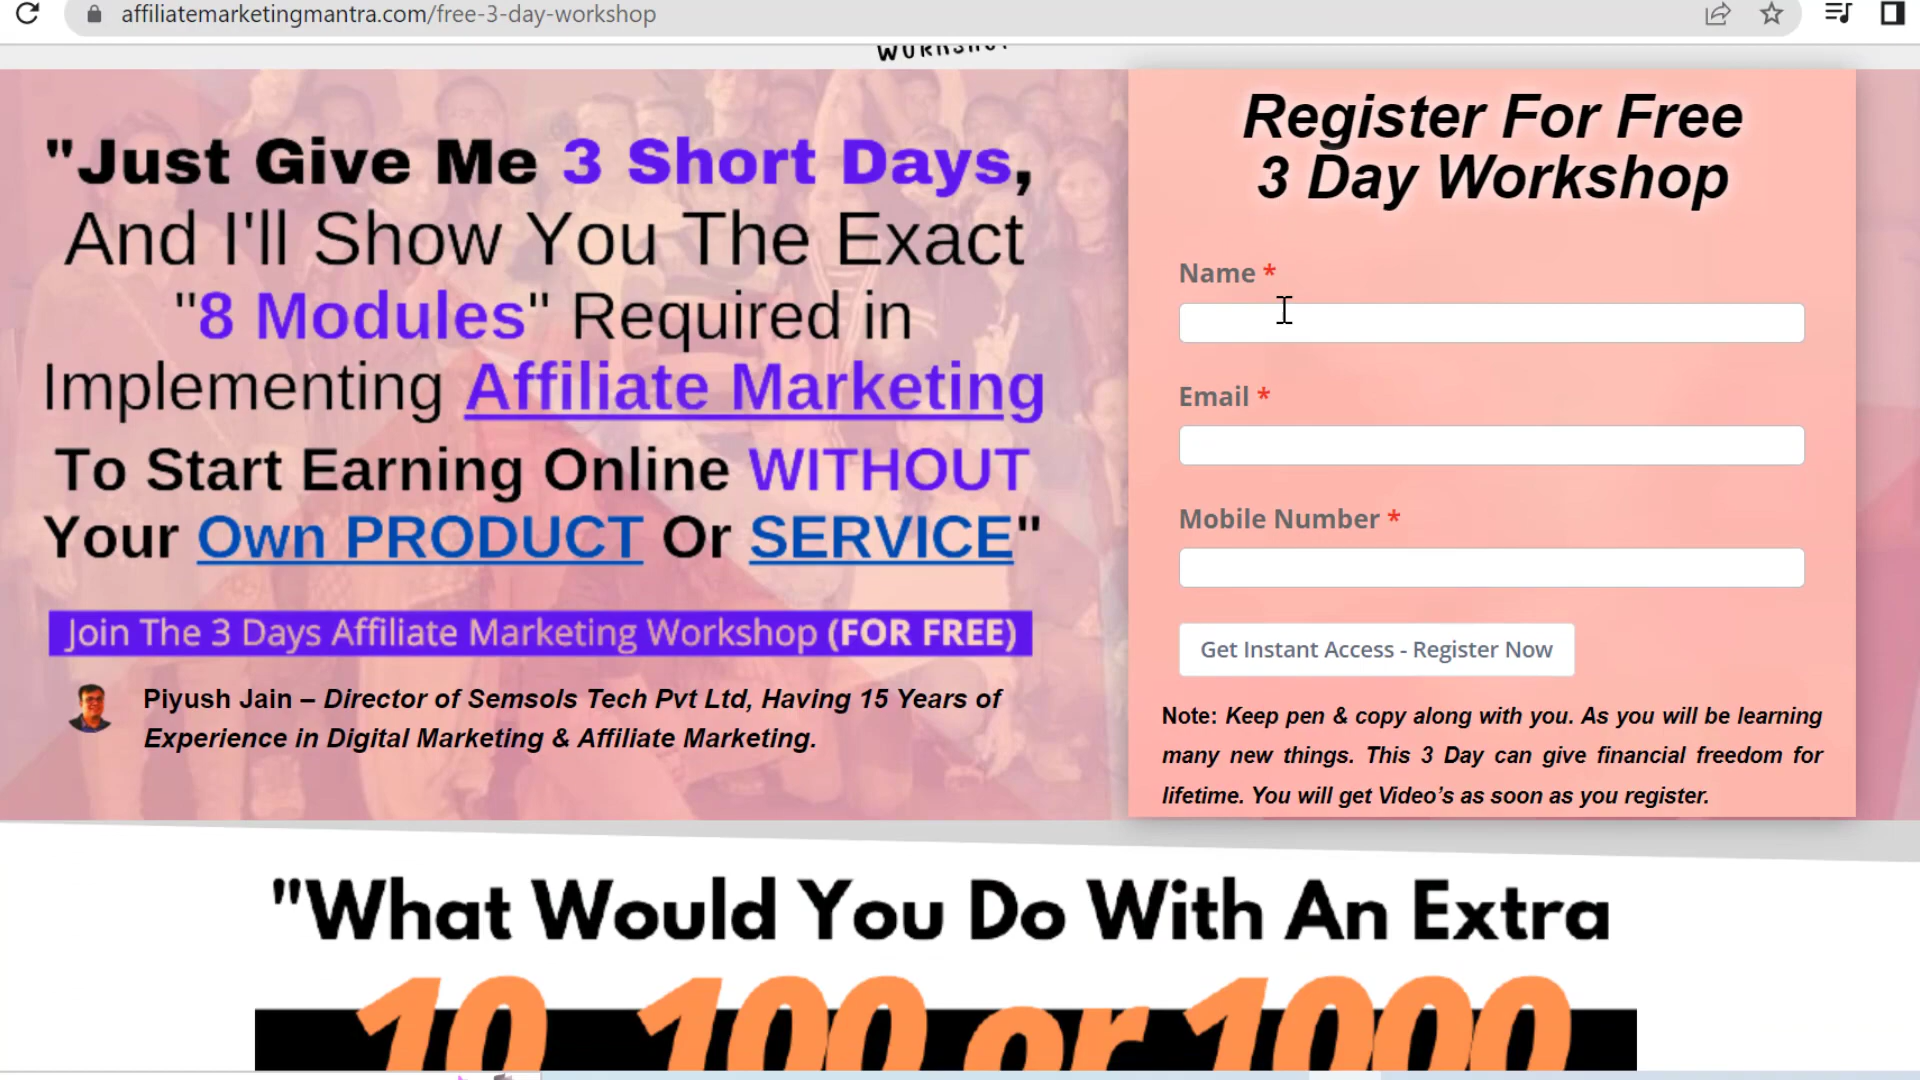 affiliatemarketingmantra.com/free-3-day-workshop
WORKSHOP
"Just Give Me 3 Short Days,
And I'll Show You The Exact
"8 Modules" Required in
Implementing Affiliate Marketing
To Start Earning Online WITHOUT
Your Own PRODUCT Or SERVICE"
Join The 3 Days Affiliate Marketing Workshop (FOR FREE)
Piyush Jain – Director of Semsols Tech Pvt Ltd, Having 15 Years of
Experience in Digital Marketing & Affiliate Marketing.
Register For Free
3 Day Workshop
Name *
Email *
Mobile Number *
Get Instant Access - Register Now
Note: Keep pen & copy along with you. As you will be learning
many new things. This 3 Day can give financial freedom for
lifetime. You will get Video's as soon as you register.
"What Would You Do With An Extra
10, 100 or 1000